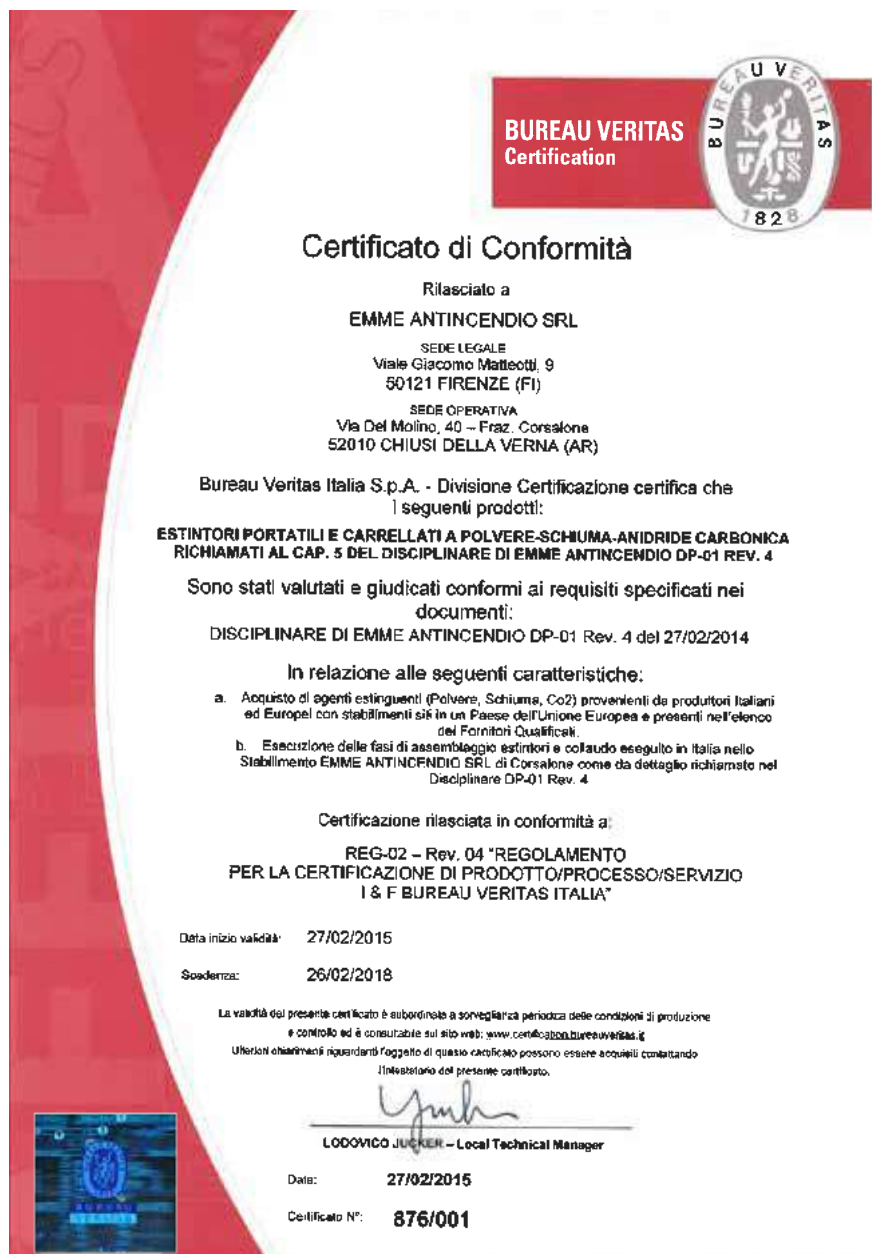 BUREAU VERITAS
Certification
BUREAU VERITAS
1828
Certificato di Conformità
Rilasciato a
EMME ANTINCENDIO SRL
SEDE LEGALE
Viale Giacomo Matteotti, 9
50121 FIRENZE (FI)
SEDE OPERATIVA
Via Del Molino, 40 – Fraz. Corsalone
52010 CHIUSI DELLA VERNA (AR)
Bureau Veritas Italia S.p.A. - Divisione Certificazione certifica che
i seguenti prodotti:
ESTINTORI PORTATILI E CARRELLATI A POLVERE-SCHIUMA-ANIDRIDE CARBONICA
RICHIAMATI AL CAP. 5 DEL DISCIPLINARE DI EMME ANTINCENDIO DP-01 REV. 4
Sono stati valutati e giudicati conformi ai requisiti specificati nei
documenti:
DISCIPLINARE DI EMME ANTINCENDIO DP-01 Rev. 4 del 27/02/2014
In relazione alle seguenti caratteristiche:
a. Acquisto di agenti estinguenti (Polvere, Schiuma, Co2) provenienti da produttori Italiani
ed Europei con stabilimenti siti in un Paese dell'Unione Europea e presenti nell'elenco
dei Fornitori Qualificati.
b. Esecuzione delle fasi di assemblaggio estintori e collaudo eseguito in Italia nello
Stabilimento EMME ANTINCENDIO SRL di Corsalone come da dettaglio richiamato nel
Disciplinare DP-01 Rev. 4
Certificazione rilasciata in conformità a:
REG-02 – Rev. 04 "REGOLAMENTO
PER LA CERTIFICAZIONE DI PRODOTTO/PROCESSO/SERVIZIO
I & F BUREAU VERITAS ITALIA"
Data inizio validità: 27/02/2015
Scadenza: 26/02/2018
La validità del presente certificato è subordinata a sorveglianza periodica delle condizioni di produzione
e controllo ed è consultabile sul sito web: www.certification.bureauveritas.it
Ulteriori chiarimenti riguardanti l'oggetto di questo certificato possono essere acquisiti contattando
l'intestatario del presente certificato.
LODOVICO JUCKER – Local Technical Manager
Data: 27/02/2015
Certificato N°: 876/001
BUREAU
VERITAS